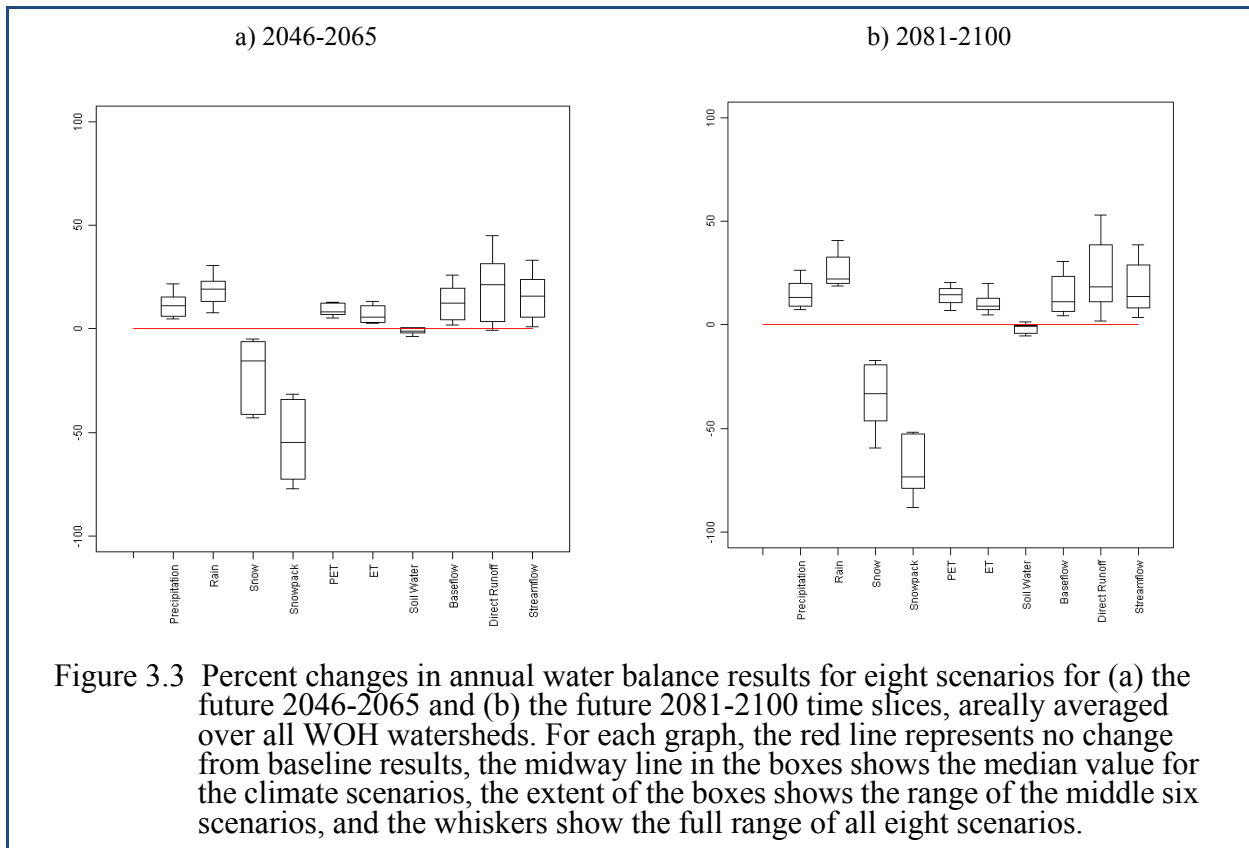 a) 2046-2065
b) 2081-2100
100
50
0
-50
-100
Precipitation
Rain
Snow
Snowpack
PET
ET
Soil Water
Baseflow
Direct Runoff
Streamflow
100
50
0
-50
-100
Precipitation
Rain
Snow
Snowpack
PET
ET
Soil Water
Baseflow
Direct Runoff
Streamflow
Figure 3.3 Percent changes in annual water balance results for eight scenarios for (a) the
future 2046-2065 and (b) the future 2081-2100 time slices, areally averaged
over all WOH watersheds. For each graph, the red line represents no change
from baseline results, the midway line in the boxes shows the median value for
the climate scenarios, the extent of the boxes shows the range of the middle six
scenarios, and the whiskers show the full range of all eight scenarios.